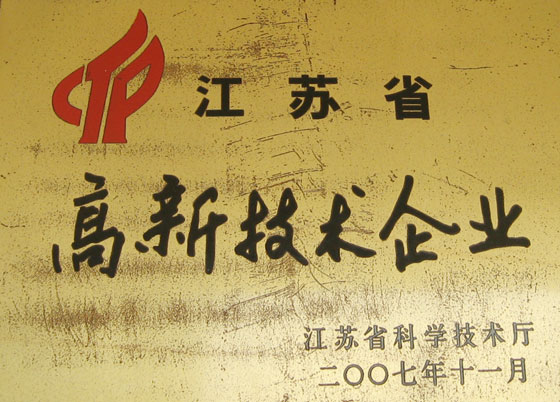 江苏省
高新技术企业
江苏省科学技术厅
二〇〇七年十一月